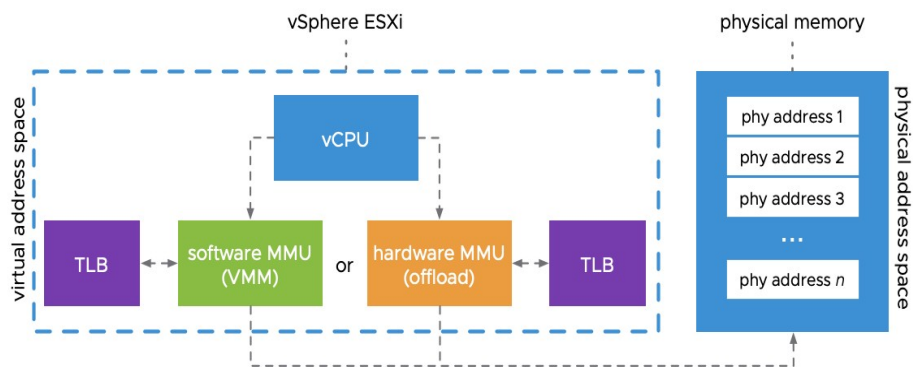 vSphere ESXi
physical memory
virtual address space
vCPU
TLB
software MMU
(VMM)
or
hardware MMU
(offload)
TLB
phy address 1
phy address 2
phy address 3
...
phy address n
physical address space